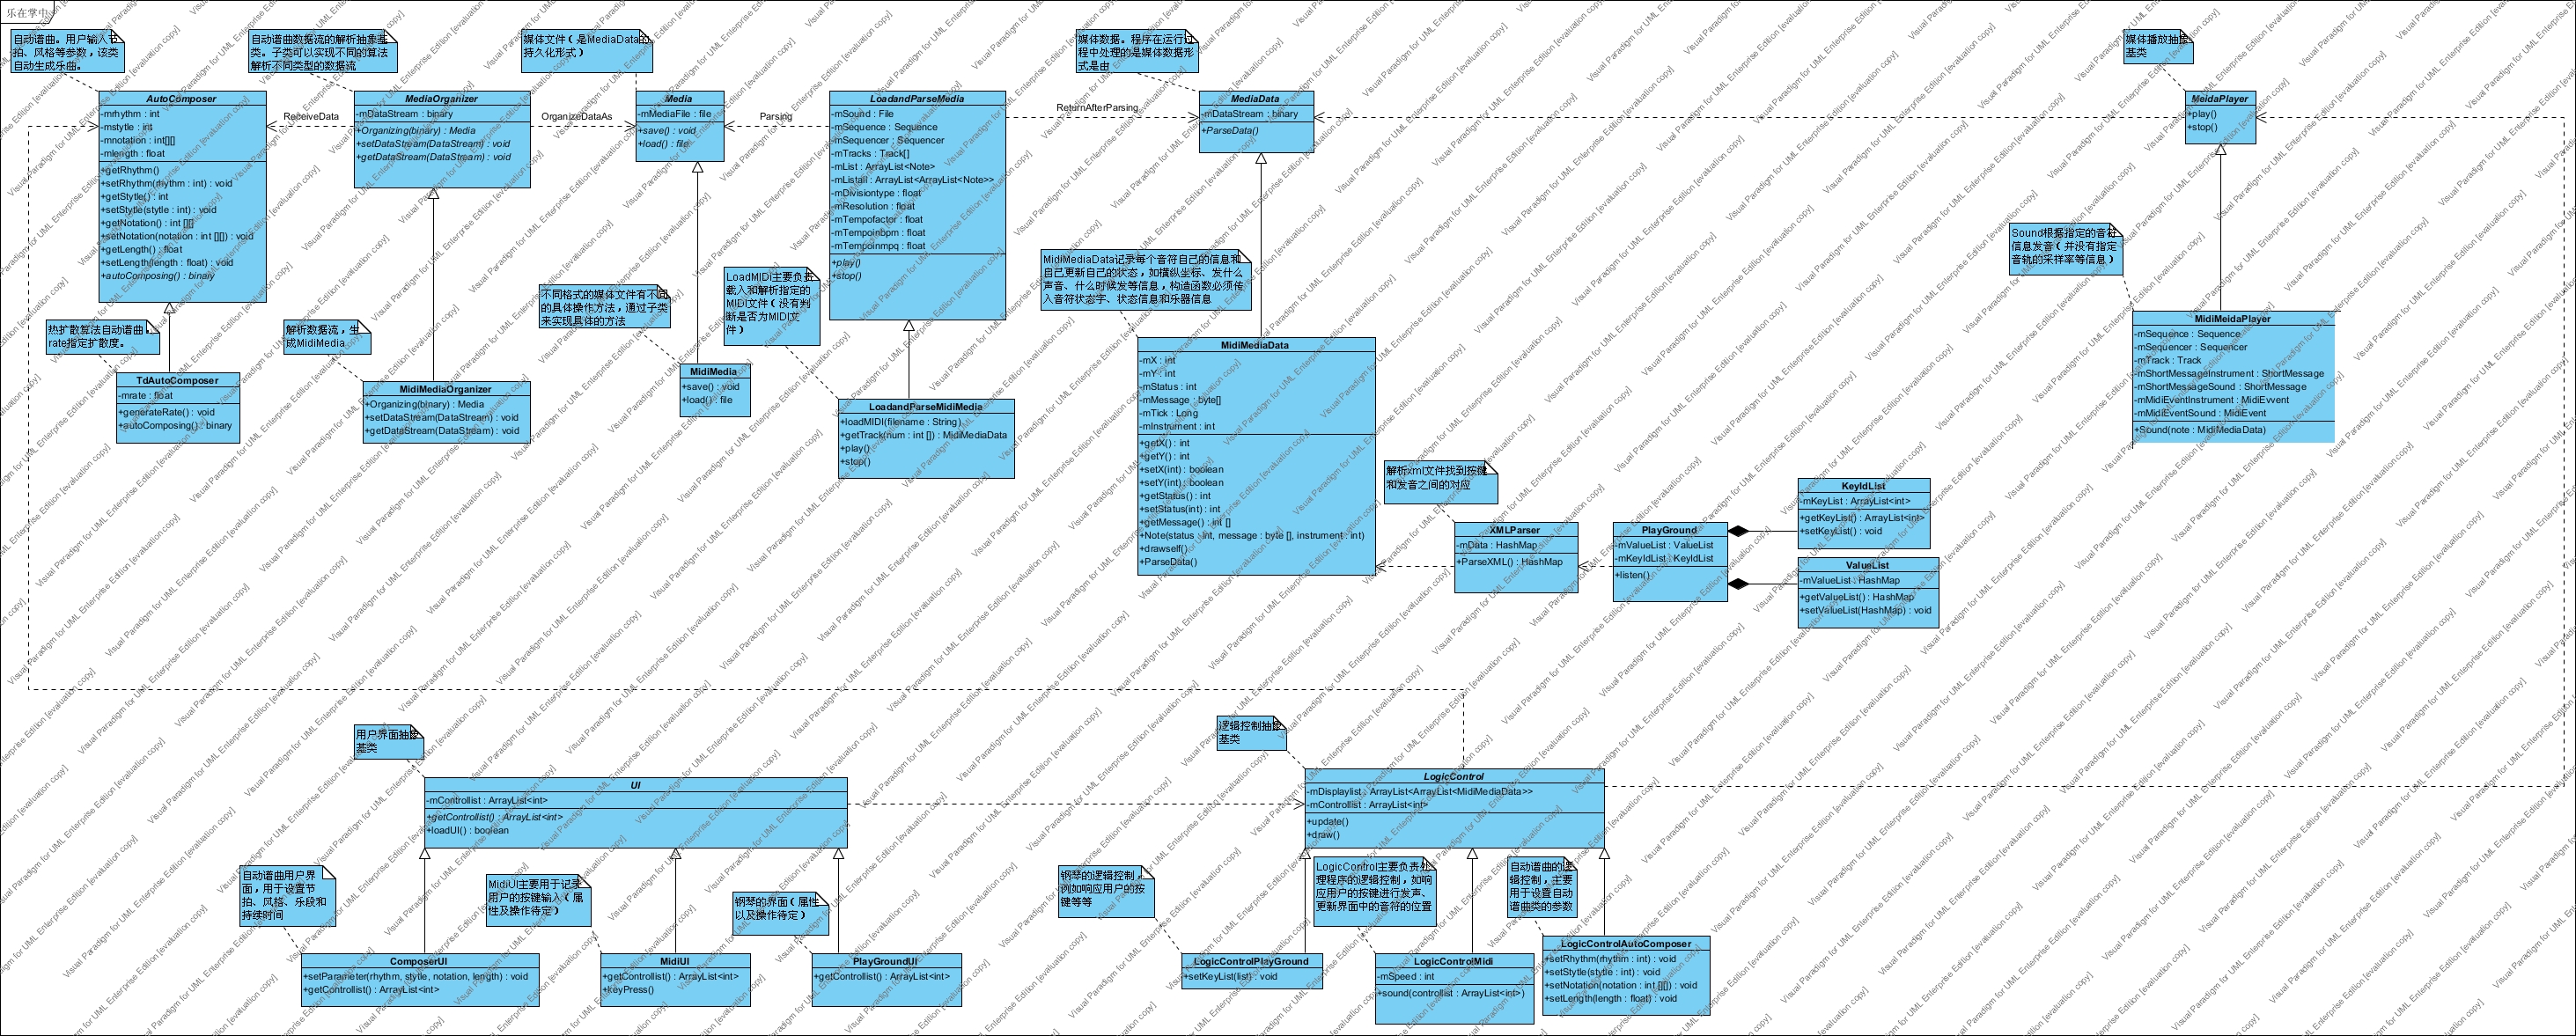 乐在掌中
自动谱曲。用户输入节
拍、风格等参数，该类
自动生成乐曲。
自动谱曲数据流的解析抽象基
类。子类可以实现不同的算法
解析不同类型的数据流
媒体文件（是MediaData的
持久化形式）
媒体数据。程序在运行过
程中处理的是媒体数据形
式是由
媒体播放抽象
基类
AutoComposer
-mrhythm : int
-mstytle : int
-mnotation : int[][]
-mlength : float
+getRhythm()
+setRhythm(rhythm : int) : void
+getStytle() : int
+setStytle(stytle : int) : void
+getNotation() : int [][]
+setNotation(notation : int [][]) : void
+getLength() : float
+setLength(length : float) : void
+autoComposing() : binary
ReceiveData
MediaOrganizer
-mDataStream : binary
+Organizing(binary) : Media
+setDataStream(DataStream) : void
+getDataStream(DataStream) : void
OrganizeDataAs
Media
-mMediaFile : file
+save() : void
+load() : file
Parsing
LoadandParseMedia
-mSound : File
-mSequence : Sequence
-mSequencer : Sequencer
-mTracks : Track[]
-mList : ArrayList<Note>
-mListall : ArrayList<ArrayList<Note>>
-mDivisiontype : float
-mResolution : float
-mTempofactor : float
-mTempoinbpm : float
-mTempoinmpq : float
+play()
+stop()
ReturnAfterParsing
MediaData
-mDataStream : binary
+ParseData()
MeidaPlayer
+play()
+stop()
热扩散算法自动谱曲，
rate指定扩散度。
解析数据流，生
成MidiMedia
不同格式的媒体文件有不同
的具体操作方法，通过子类
来实现具体的方法
LoadMIDI主要负责
载入和解析指定的
MIDI文件（没有判
断是否为MIDI文
件）
MidiMediaData记录每个音符自己的信息和
自己更新自己的状态，如横纵坐标、发什么
声音、什么时候发等信息，构造函数必须传
入音符状态字、状态信息和乐器信息
Sound根据指定的音符
信息发音（并没有指定
音轨的采样率等信息）
TdAutoComposer
-mrate : float
+generateRate() : void
+autoComposing() : binary
MidiMediaOrganizer
+Organizing(binary) : Media
+setDataStream(DataStream) : void
+getDataStream(DataStream) : void
MidiMedia
+save() : void
+load() : file
LoadandParseMidiMedia
+loadMIDI(filename : String)
+getTrack(num : int []) : MidiMediaData
+play()
+stop()
MidiMediaData
-mX : int
-mY : int
-mStatus : int
-mMessage : byte[]
-mTick : Long
-mInstrument : int
+getX() : int
+getY() : int
+setX(int) : boolean
+setY(int) : boolean
+getStatus() : int
+setStatus(int) : int
+getMessage() : int []
+Note(status : int, message : byte [], instrument : int)
+drawself()
+ParseData()
MidiMeidaPlayer
-mSequence : Sequence
-mSequencer : Sequencer
-mTrack : Track
-mShortMessageInstrument : ShortMessage
-mShortMessageSound : ShortMessage
-mMidiEventInstrument : MidiEvvent
-mMidiEventSound : MidiEvent
+Sound(note : MidiMediaData)
解析xml文件找到按键
和发音之间的对应
XMLParser
-mData : HashMap
+ParseXML() : HashMap
PlayGround
-mValueList : ValueList
-mKeyIdList : KeyIdList
+listen()
KeyIdList
-mKeyList : ArrayList<int>
+getKeyList() : ArrayList<int>
+setKeyList() : void
ValueList
-mValueList : HashMap
+getValueList() : HashMap
+setValueList(HashMap) : void
用户界面抽象
基类
逻辑控制抽象
基类
UI
-mControllist : ArrayList<int>
+getControllist() : ArrayList<int>
+loadUI() : boolean
LogicControl
-mDisplaylist : ArrayList<ArrayList<MidiMediaData>>
-mControllist : ArrayList<int>
+update()
+draw()
自动谱曲用户界
面，用于设置节
拍、风格、乐段和
持续时间
MidiUI主要用于记录
用户的按键输入（属
性及操作待定）
钢琴的界面（属性
以及操作待定）
钢琴的逻辑控制，
例如响应用户的按
键等等
LogicControl主要负责处
理程序的逻辑控制，如响
应用户的按键进行发声、
更新界面中的音符的位置
自动谱曲的逻
辑控制，主要
用于设置自动
谱曲类的参数
ComposerUI
+setParameter(rhythm, stytle, notation, length) : void
+getControllist() : ArrayList<int>
MidiUI
+getControllist() : ArrayList<int>
+keyPress()
PlayGroundUI
+getControllist() : ArrayList<int>
LogicControlPlayGround
+setKeyList(list) : void
LogicControlMidi
-mSpeed : int
+sound(controllist : ArrayList<int>)
LogicControlAutoComposer
+setRhythm(rhythm : int) : void
+setStytle(stytle : int) : void
+setNotation(notation : int [][]) : void
+setLength(length : float) : void
Visual Paradigm for UML Enterprise Edition [evaluation copy]